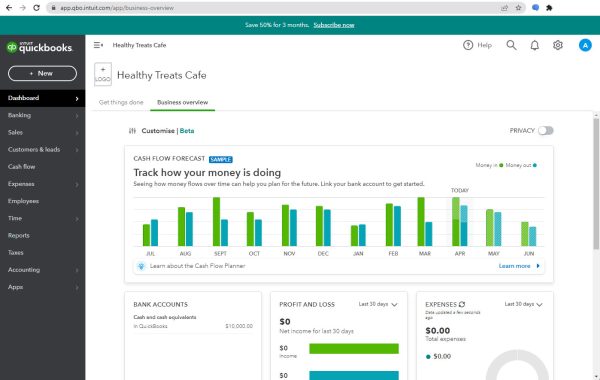 app.qbo.intuit.com/app/business-overview
Save 50% for 3 months. Subscribe now
INTUIT
quickbooks.
+ New
Dashboard
Banking
Sales
Customers & leads
Cash flow
Expenses
Employees
Time
Reports
Taxes
Accounting
Apps
Healthy Treats Cafe
Help
A
+
LOGO
Healthy Treats Cafe
Get things done
Business overview
Customise | Beta
PRIVACY
CASH FLOW FORECAST SAMPLE
Track how your money is doing
Seeing how money flows over time can help you plan for the future. Link your bank account to get started.
Money in Money out
TODAY
JUL AUG SEPT OCT NOV DEC JAN FEB MAR APR MAY JUN
Learn about the Cash Flow Planner
Learn more
BANK ACCOUNTS
Cash and cash equivalents
In QuickBooks $10,000.00
PROFIT AND LOSS Last 30 days
$0
Net income for last 30 days
$0
Income
$0
EXPENSES Last 30 days
Data updated a few seconds
ago
$0.00
Total expenses
$0.00